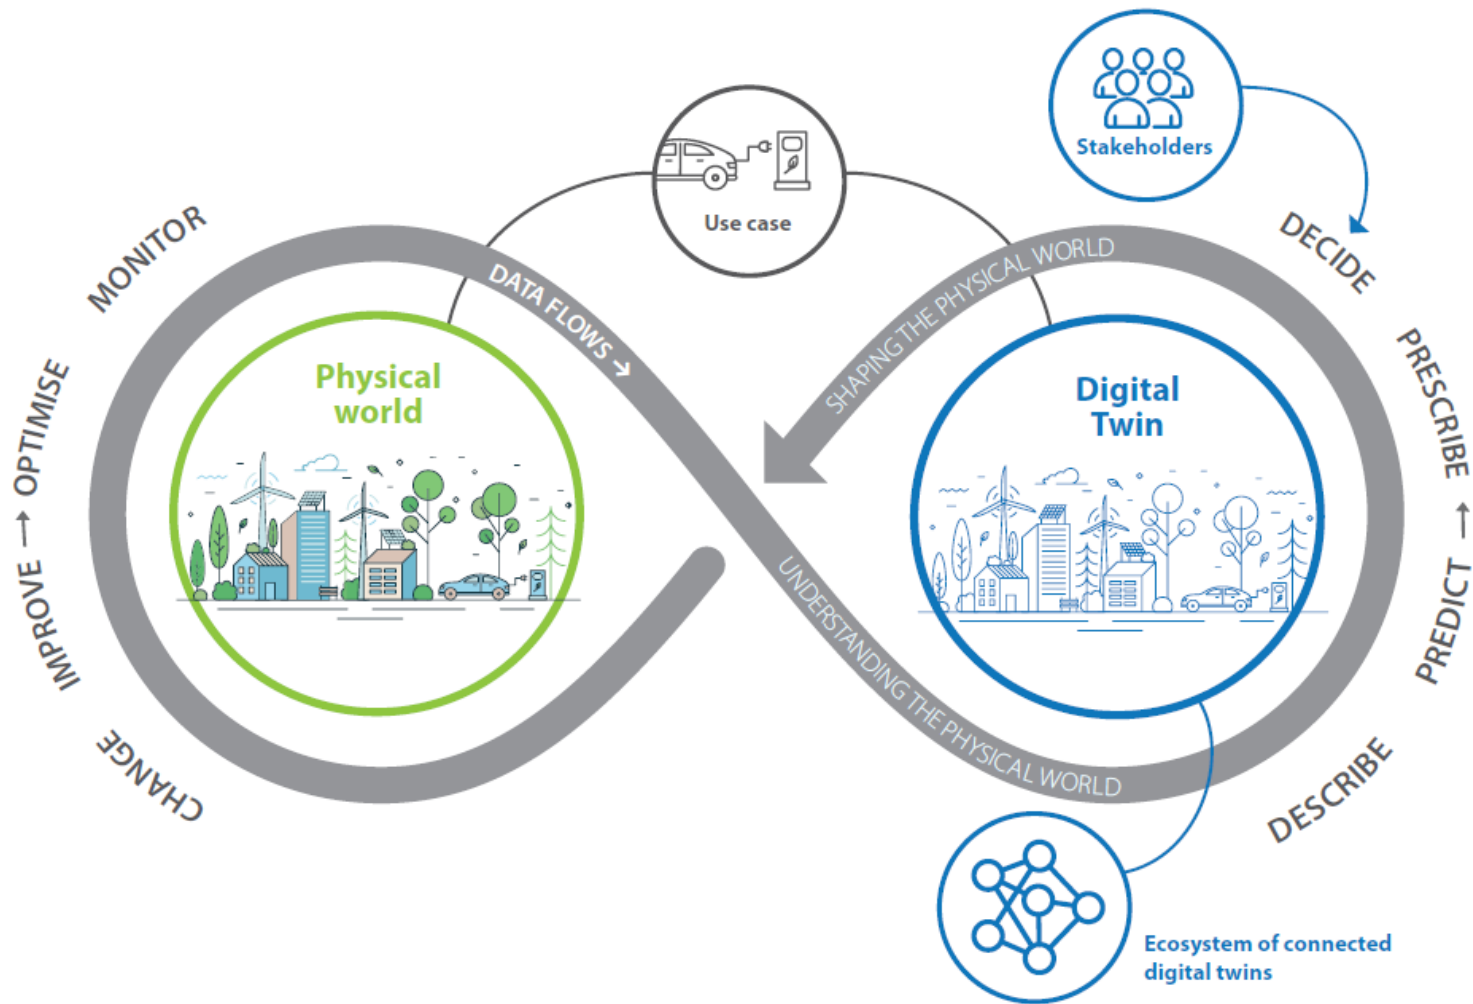 Stakeholders
Use case
MONITOR
DATA FLOWS →
SHAPING THE PHYSICAL WORLD
DECIDE
Physical
world
Digital
Twin
IMPROVE → OPTIMISE
PREDICT → PRESCRIBE
UNDERSTANDING THE PHYSICAL WORLD
CHANGE
DESCRIBE
Ecosystem of connected
digital twins